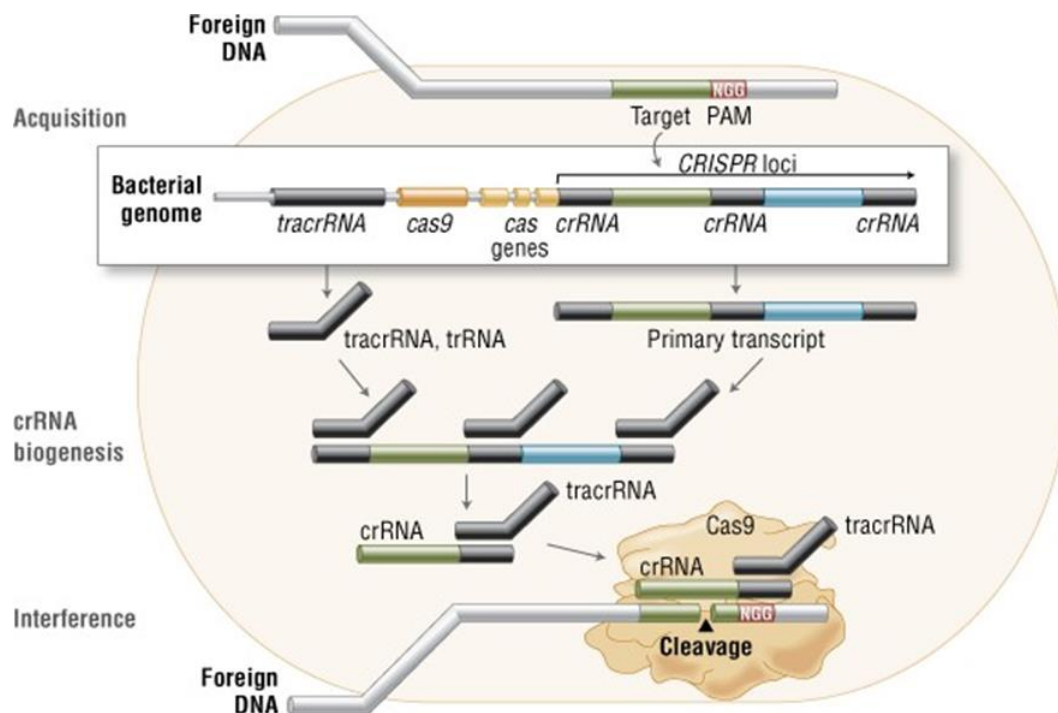 Foreign
DNA
NGG
Target PAM
Acquisition
CRISPR loci
Bacterial
genome
tracrRNA cas9 cas
genes crRNA crRNA crRNA
tracrRNA, trRNA
Primary transcript
crRNA
biogenesis
tracrRNA
crRNA
Cas9
tracrRNA
crRNA
Interference
NGG
Cleavage
Foreign
DNA